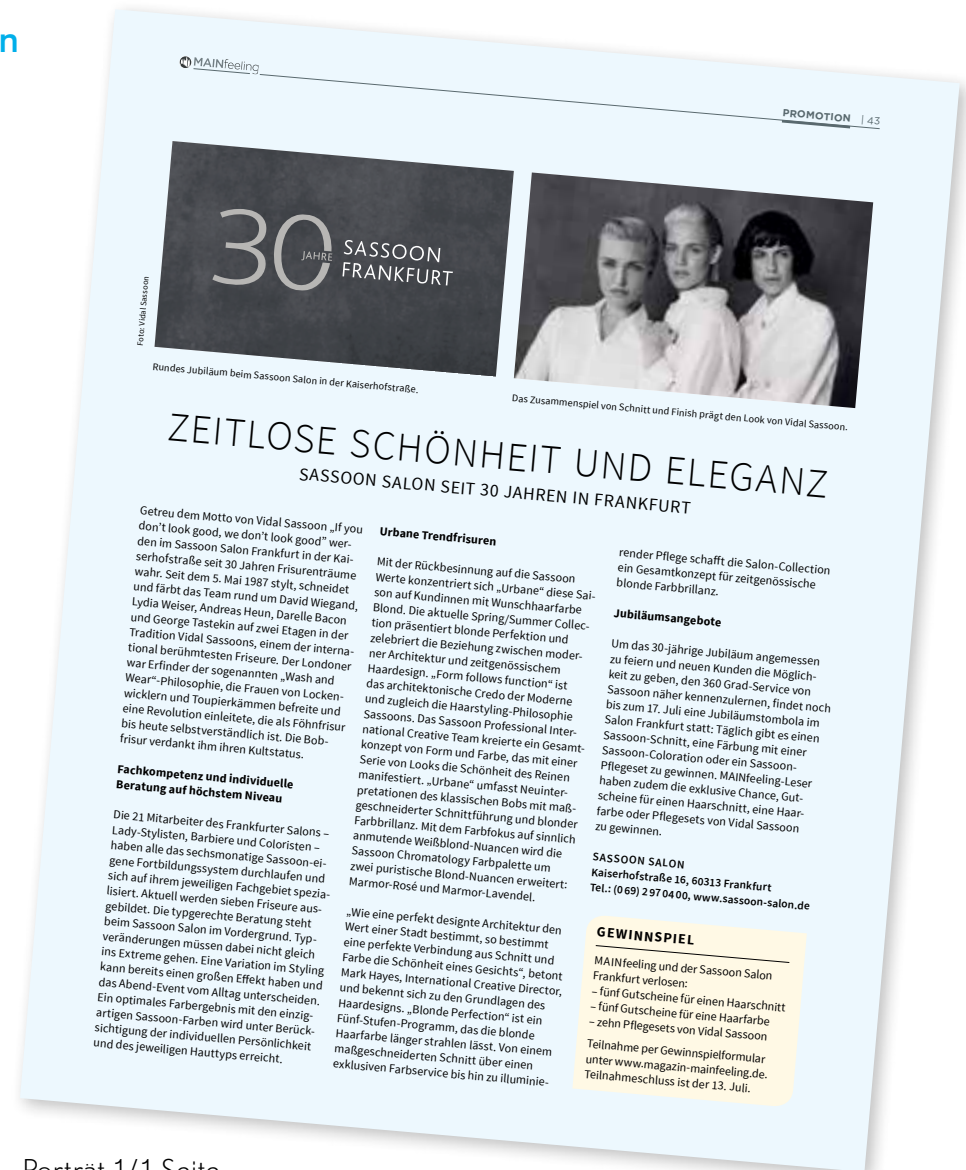 n
MAINfeeling
PROMOTION | 43
30 JAHRE SASSOON
FRANKFURT
Foto: Vidal Sassoon
Rundes Jubiläum beim Sassoon Salon in der Kaiserhofstraße.
Das Zusammenspiel von Schnitt und Finish prägt den Look von Vidal Sassoon.
ZEITLOSE SCHÖNHEIT UND ELEGANZ
SASSOON SALON SEIT 30 JAHREN IN FRANKFURT
Getreu dem Motto von Vidal Sassoon „If you
don’t look good, we don’t look good” wer-
den im Sassoon Salon Frankfurt in der Kai-
serhofstraße seit 30 Jahren Frisurenträume
wahr. Seit dem 5. Mai 1987 stylt, schneidet
und färbt das Team rund um David Wiegand,
Lydia Weiser, Andreas Heun, Darelle Bacon
und George Tastekin auf zwei Etagen in der
Tradition Vidal Sassoons, einem der interna-
tional berühmtesten Friseure. Der Londoner
war Erfinder der sogenannten „Wash and
Wear“-Philosophie, die Frauen von Locken-
wicklern und Toupierkämmen befreite und
eine Revolution einleitete, die als Föhnfrisur
bis heute selbstverständlich ist. Die Bob-
frisur verdankt ihm ihren Kultstatus.
Fachkompetenz und individuelle
Beratung auf höchstem Niveau
Die 21 Mitarbeiter des Frankfurter Salons –
Lady-Stylisten, Barbiere und Coloristen –
haben alle das sechsmonatige Sassoon-ei-
gene Fortbildungssystem durchlaufen und
sich auf ihrem jeweiligen Fachgebiet spezia-
lisiert. Aktuell werden sieben Friseure aus-
gebildet. Die typgerechte Beratung steht
beim Sassoon Salon im Vordergrund. Typ-
veränderungen müssen dabei nicht gleich
ins Extreme gehen. Eine Variation im Styling
kann bereits einen großen Effekt haben und
das Abend-Event vom Alltag unterscheiden.
Ein optimales Farbergebnis mit den einzig-
artigen Sassoon-Farben wird unter Berück-
sichtigung der individuellen Persönlichkeit
und des jeweiligen Hauttyps erreicht.
Urbane Trendfrisuren
Mit der Rückbesinnung auf die Sassoon
Werte konzentriert sich „Urbane“ diese Sai-
son auf Kundinnen mit Wunschhaarfarbe
Blond. Die aktuelle Spring/Summer Collec-
tion präsentiert blonde Perfektion und
zelebriert die Beziehung zwischen moder-
ner Architektur und zeitgenössischem
Haardesign. „Form follows function“ ist
das architektonische Credo der Moderne
und zugleich die Haarstyling-Philosophie
Sassoons. Das Sassoon Professional Inter-
national Creative Team kreierte ein Gesamt-
konzept von Form und Farbe, das mit einer
Serie von Looks die Schönheit des Reinen
manifestiert. „Urbane“ umfasst Neuinter-
pretationen des klassischen Bobs mit maß-
geschneiderter Schnittführung und blonder
Farbbrillanz. Mit dem Farbfokus auf sinnlich
anmutende Weißblond-Nuancen wird die
Sassoon Chromatology Farbpalette um
zwei puristische Blond-Nuancen erweitert:
Marmor-Rosé und Marmor-Lavendel.
„Wie eine perfekt designte Architektur den
Wert einer Stadt bestimmt, so bestimmt
eine perfekte Verbindung aus Schnitt und
Farbe die Schönheit eines Gesichts“, betont
Mark Hayes, International Creative Director,
und bekennt sich zu den Grundlagen des
Haardesigns. „Blonde Perfection“ ist ein
Fünf-Stufen-Programm, das die blonde
Haarfarbe länger strahlen lässt. Von einem
maßgeschneiderten Schnitt über einen
exklusiven Farbservice bis hin zu illuminie-
render Pflege schafft die Salon-Collection
ein Gesamtkonzept für zeitgenössische
blonde Farbbrillanz.
Jubiläumsangebote
Um das 30-jährige Jubiläum angemessen
zu feiern und neuen Kunden die Möglich-
keit zu geben, den 360 Grad-Service von
Sassoon näher kennenzulernen, findet noch
bis zum 17. Juli eine Jubiläumstombola im
Salon Frankfurt statt: Täglich gibt es einen
Sassoon-Schnitt, eine Färbung mit einer
Sassoon-Coloration oder ein Sassoon-
Pflegeset zu gewinnen. MAINfeeling-Leser
haben zudem die exklusive Chance, Gut-
scheine für einen Haarschnitt, eine Haar-
farbe oder Pflegesets von Vidal Sassoon
zu gewinnen.
SASSOON SALON
Kaiserhofstraße 16, 60313 Frankfurt
Tel.: (0 69) 2 97 04 00, www.sassoon-salon.de
GEWINNSPIEL
MAINfeeling und der Sassoon Salon
Frankfurt verlosen:
– fünf Gutscheine für einen Haarschnitt
– fünf Gutscheine für eine Haarfarbe
– zehn Pflegesets von Vidal Sassoon
Teilnahme per Gewinnspielformular
unter www.magazin-mainfeeling.de.
Teilnahmeschluss ist der 13. Juli.
Porträt 1/1 Seite